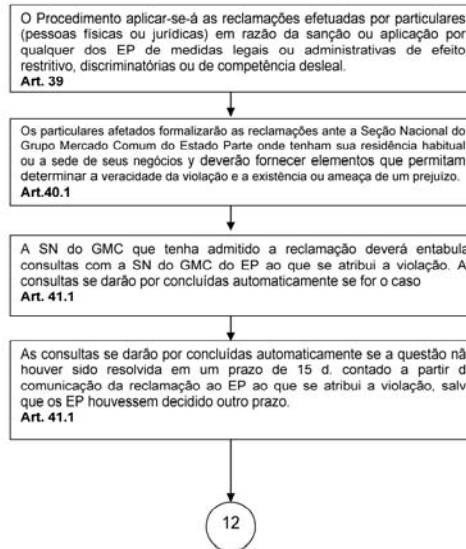 O Procedimento aplicar-se-á as reclamações efetuadas por particulares
(pessoas físicas ou jurídicas) em razão da sanção ou aplicação por
qualquer dos EP de medidas legais ou administrativas de efeito
restritivo, discriminatórias ou de competência desleal.
Art. 39
Os particulares afetados formalizarão as reclamações ante a Seção Nacional do
Grupo Mercado Comum do Estado Parte onde tenham sua residência habitual
ou a sede de seus negócios y deverão fornecer elementos que permitam
determinar a veracidade da violação e a existência ou ameaça de um prejuízo.
Art.40.1
A SN do GMC que tenha admitido a reclamação deverá entabula
consultas com a SN do GMC do EP ao que se atribui a violação. A
consultas se darão por concluídas automaticamente se for o caso
Art. 41.1
As consultas se darão por concluídas automaticamente se a questão nã
houver sido resolvida em um prazo de 15 d. contado a partir d
comunicação da reclamação ao EP ao que se atribui a violação, salv
que os EP houvessem decidido outro prazo.
Art. 41.1
12